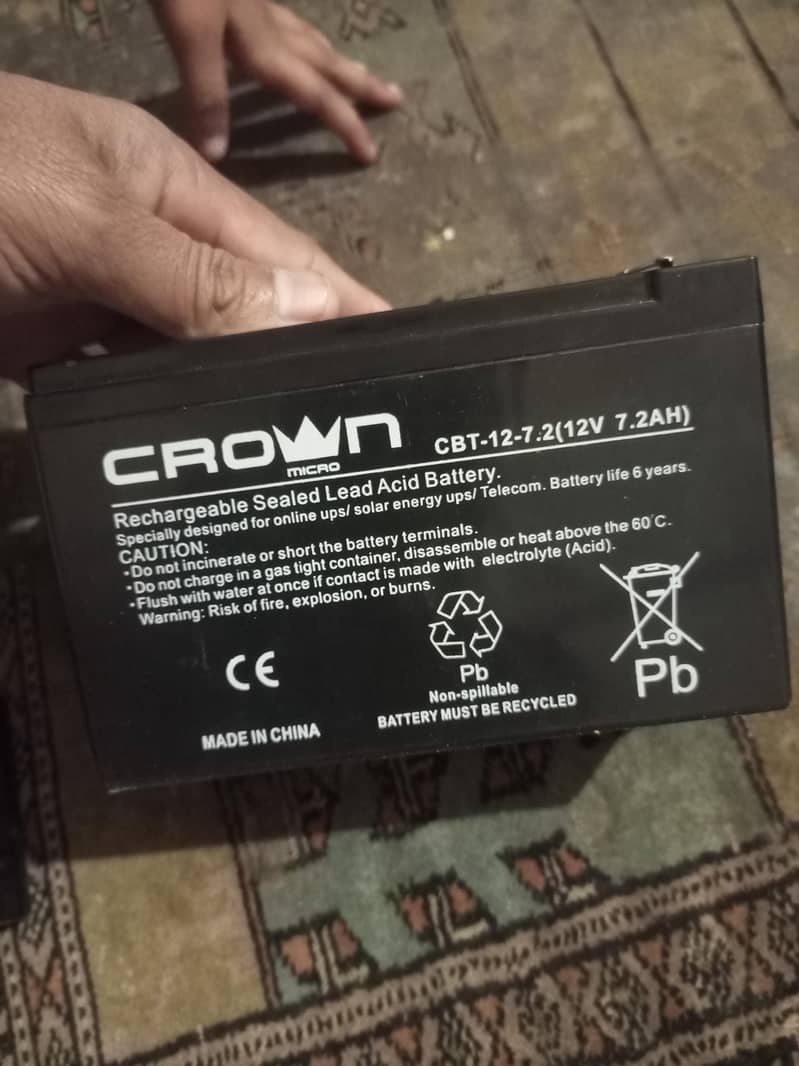 CROWN
MICRO
CBT-12-7.2(12V 7.2AH)
Rechargeable Sealed Lead Acid Battery.
Specially designed for online ups/ solar energy ups/ Telecom. Battery life 6 years.
CAUTION:
•Do not incinerate or short the battery terminals.
•Do not charge in a gas tight container, disassemble or heat above the 60°C.
•Flush with water at once if contact is made with electrolyte (Acid).
Warning: Risk of fire, explosion, or burns.
CE
Pb
Pb
Non-spillable
BATTERY MUST BE RECYCLED
MADE IN CHINA